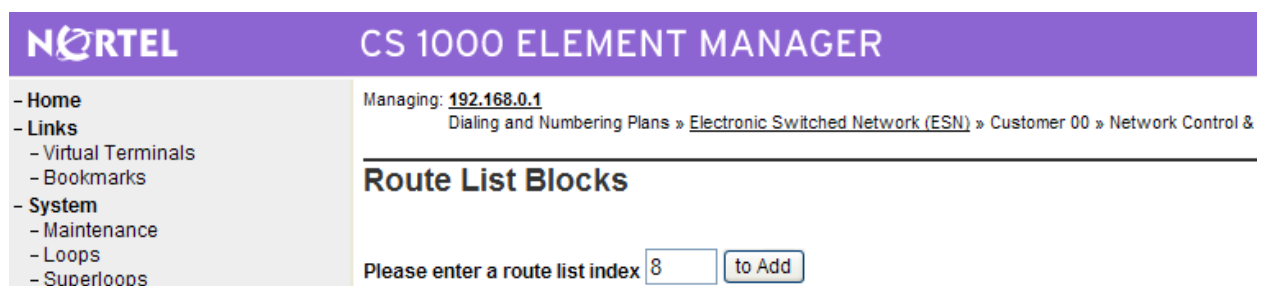 NORTEL
CS 1000 ELEMENT MANAGER
– Home
– Links
– Virtual Terminals
– Bookmarks
– System
– Maintenance
– Loops
– Superloops
Managing: 192.168.0.1
Dialing and Numbering Plans » Electronic Switched Network (ESN) » Customer 00 » Network Control &
Route List Blocks
Please enter a route list index 8 to Add